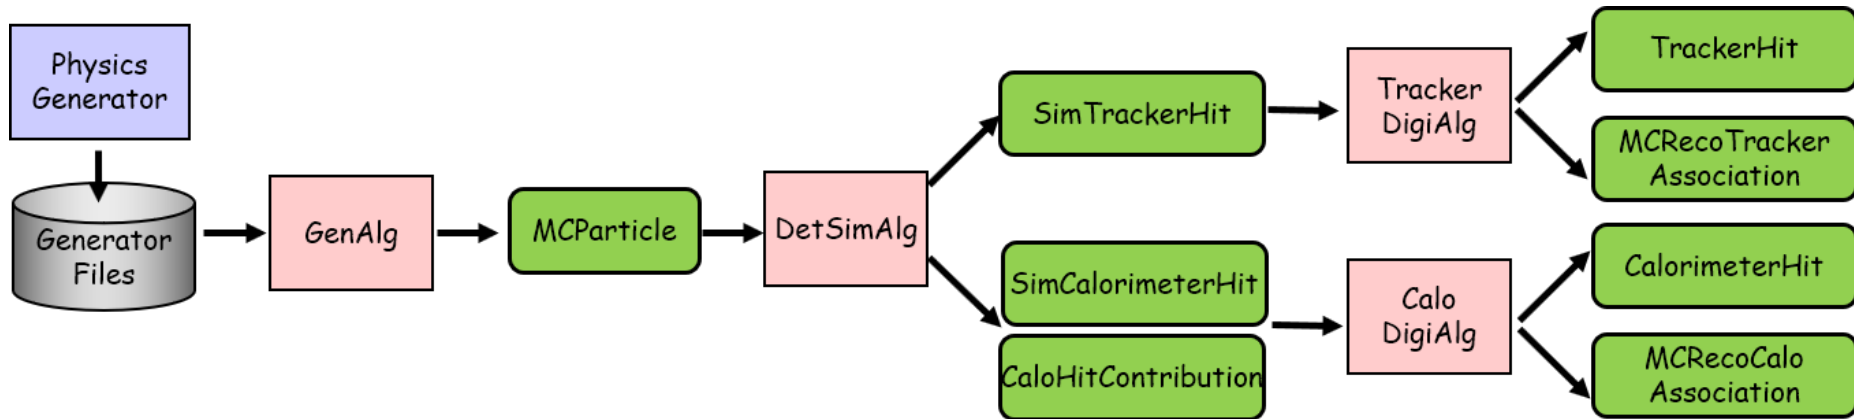 Physics
Generator
Generator
Files
GenAlg
MCParticle
DetSimAlg
SimTrackerHit
SimCalorimeterHit
CaloHitContribution
Tracker
DigiAlg
Calo
DigiAlg
TrackerHit
MCRecoTracker
Association
CalorimeterHit
MCRecoCalo
Association